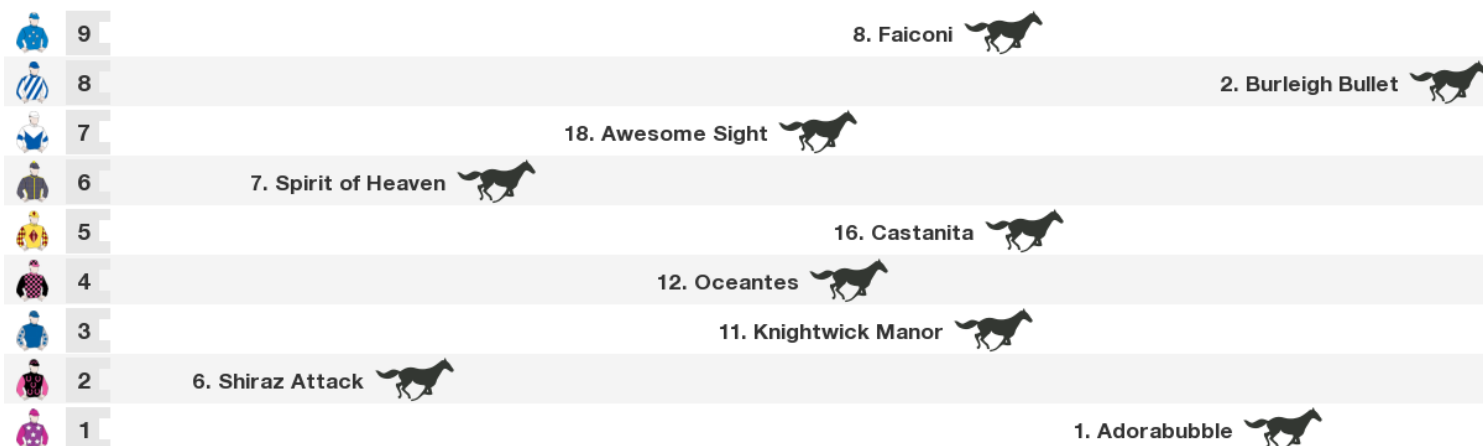 9 8. Faiconi
8 2. Burleigh Bullet
7 18. Awesome Sight
6 7. Spirit of Heaven
5 16. Castanita
4 12. Oceantes
3 11. Knightwick Manor
2 6. Shiraz Attack
1 1. Adorabubble